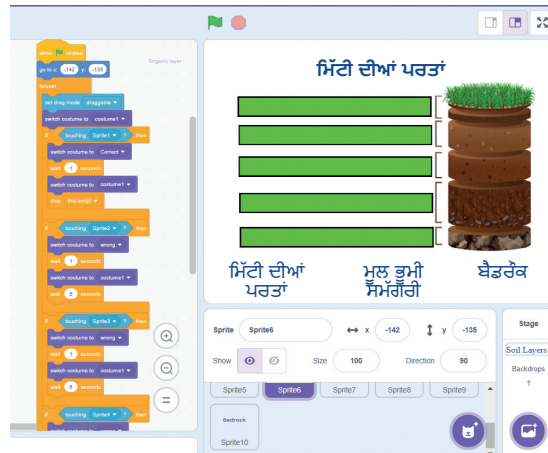 when clicked
Organic layer
go to x: -142 y: -135
forever
set drag mode draggable
switch costume to costume1
if touching Sprite1 ? then
switch costume to Correct
wait 1 seconds
switch costume to costume1
stop this script
if touching Sprite2 ? then
switch costume to wrong
wait 1 seconds
switch costume to costume1
wait 5 seconds
if touching Sprite3 ? then
switch costume to wrong
wait 1 seconds
switch costume to costume1
wait 5 seconds
if touching Sprite4 ? then
ਮਿੱਟੀ ਦੀਆਂ ਪਰਤਾਂ
ਮਿੱਟੀ ਦੀਆਂ ਪਰਤਾਂ
ਮੂਲ ਭੂਮੀ ਸਮੱਗਰੀ
ਬੈਡਰੌਕ
Sprite Sprite6 x -142 y -135
Show Size 100 Direction 90
Sprite5 Sprite6 Sprite7 Sprite8 Sprite9
Bedrock
Sprite10
Stage
Soil Layers
Backdrops
1